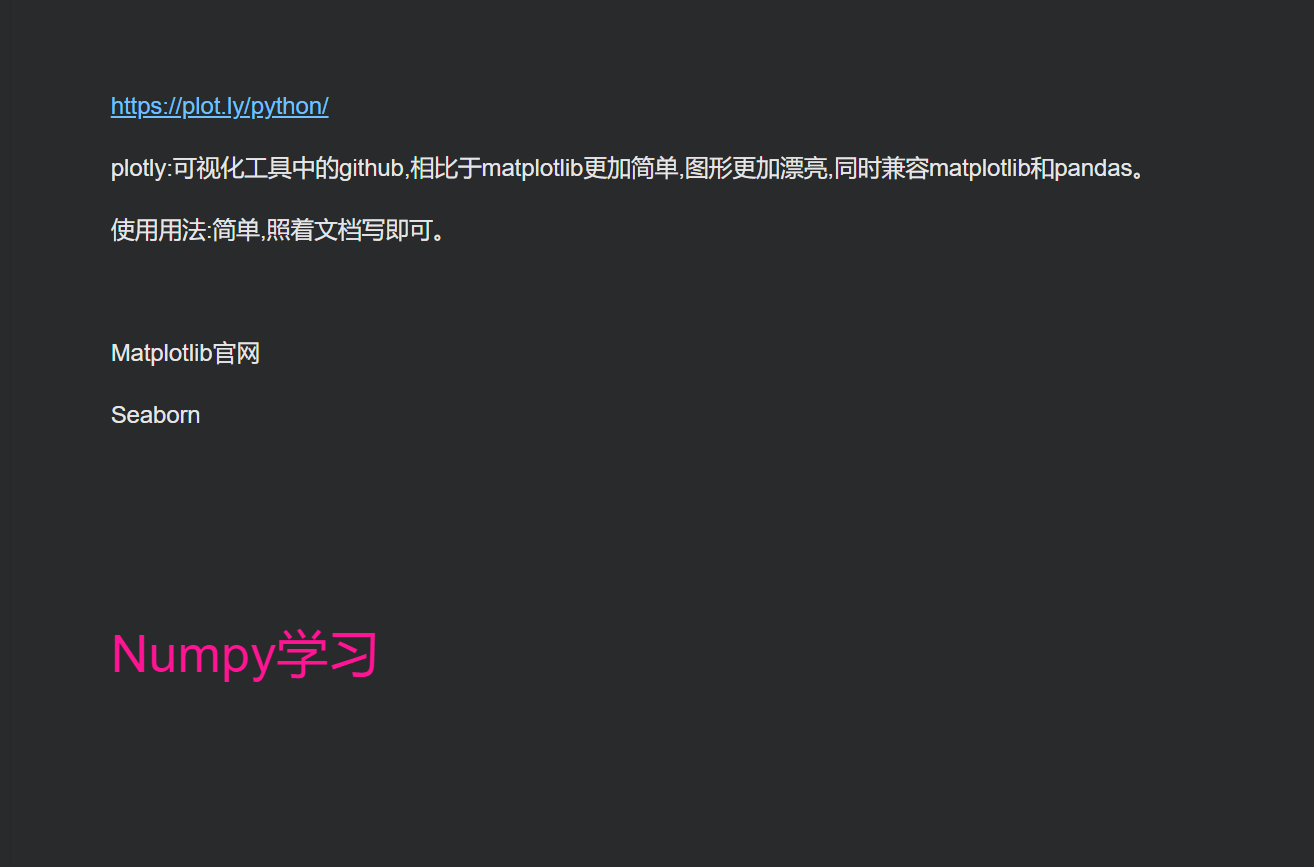 https://plot.ly/python/
plotly:可视化工具中的github,相比于matplotlib更加简单,图形更加漂亮,同时兼容matplotlib和pandas。
使用用法:简单,照着文档写即可。
Matplotlib官网
Seaborn
Numpy学习